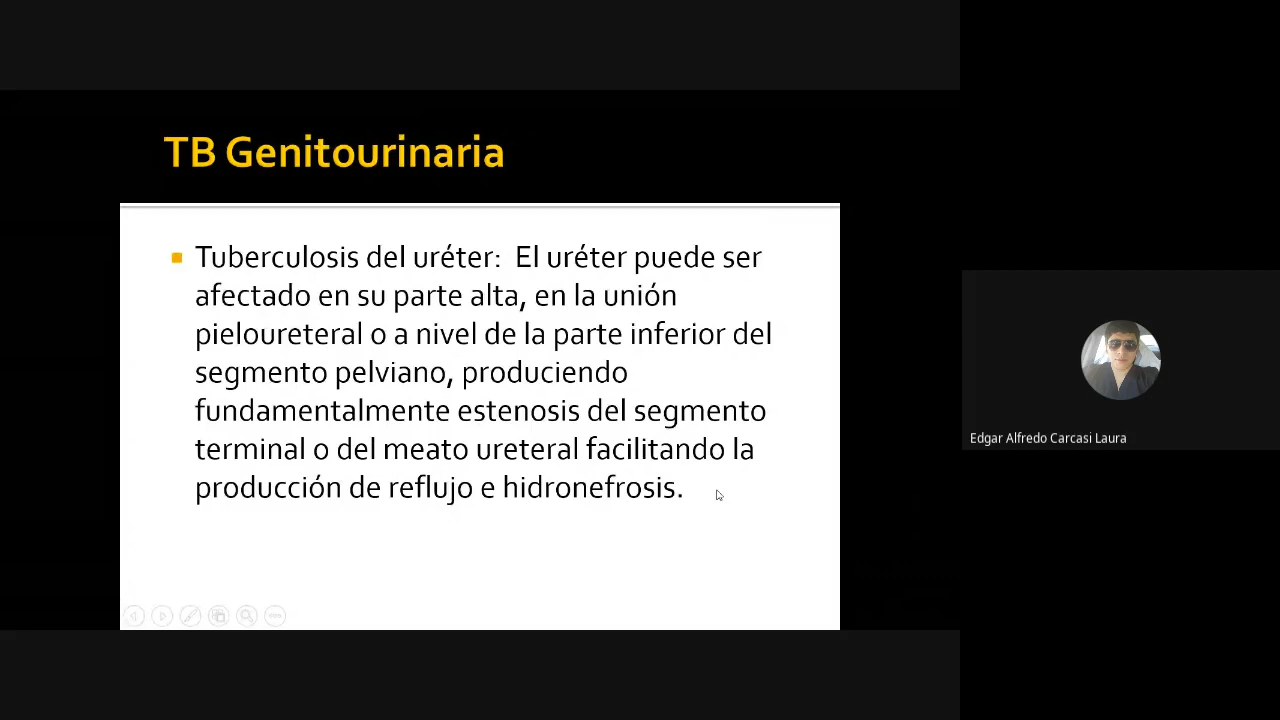 TB Genitourinaria
Tuberculosis del uréter: El uréter puede ser
afectado en su parte alta, en la unión
pieloureteral o a nivel de la parte inferior del
segmento pelviano, produciendo
fundamentalmente estenosis del segmento
terminal o del meato ureteral facilitando la
producción de reflujo e hidronefrosis.
Edgar Alfredo Carcasi Laura